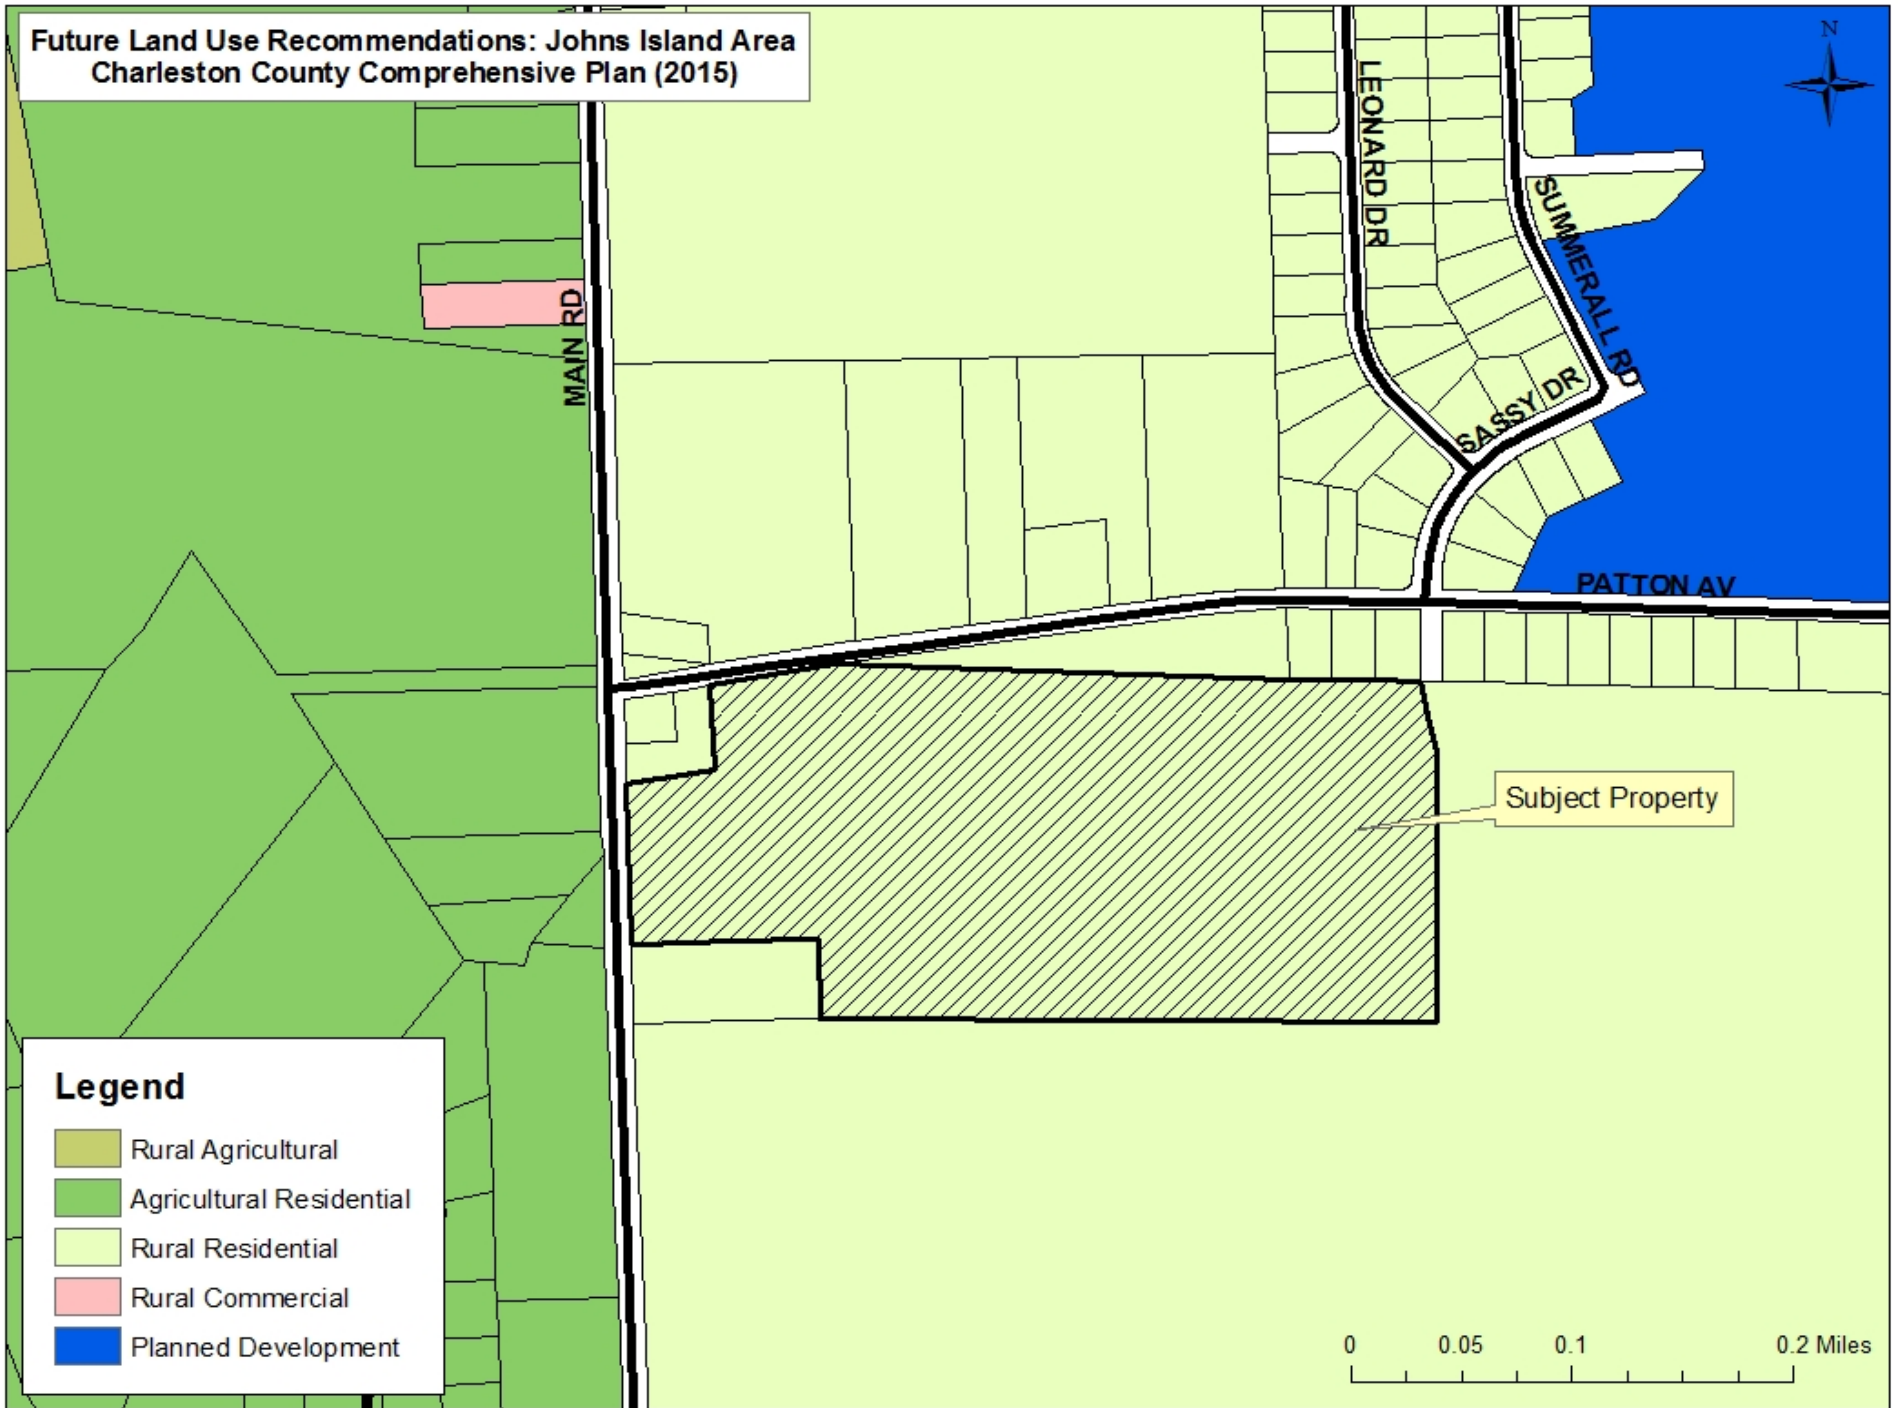 Future Land Use Recommendations: Johns Island Area
Charleston County Comprehensive Plan (2015)
N
LEONARD DR
SUMMERALL RD
MAIN RD
SASSY DR
PATTON AV
Subject Property
Legend
Rural Agricultural
Agricultural Residential
Rural Residential
Rural Commercial
Planned Development
0 0.05 0.1 0.2 Miles